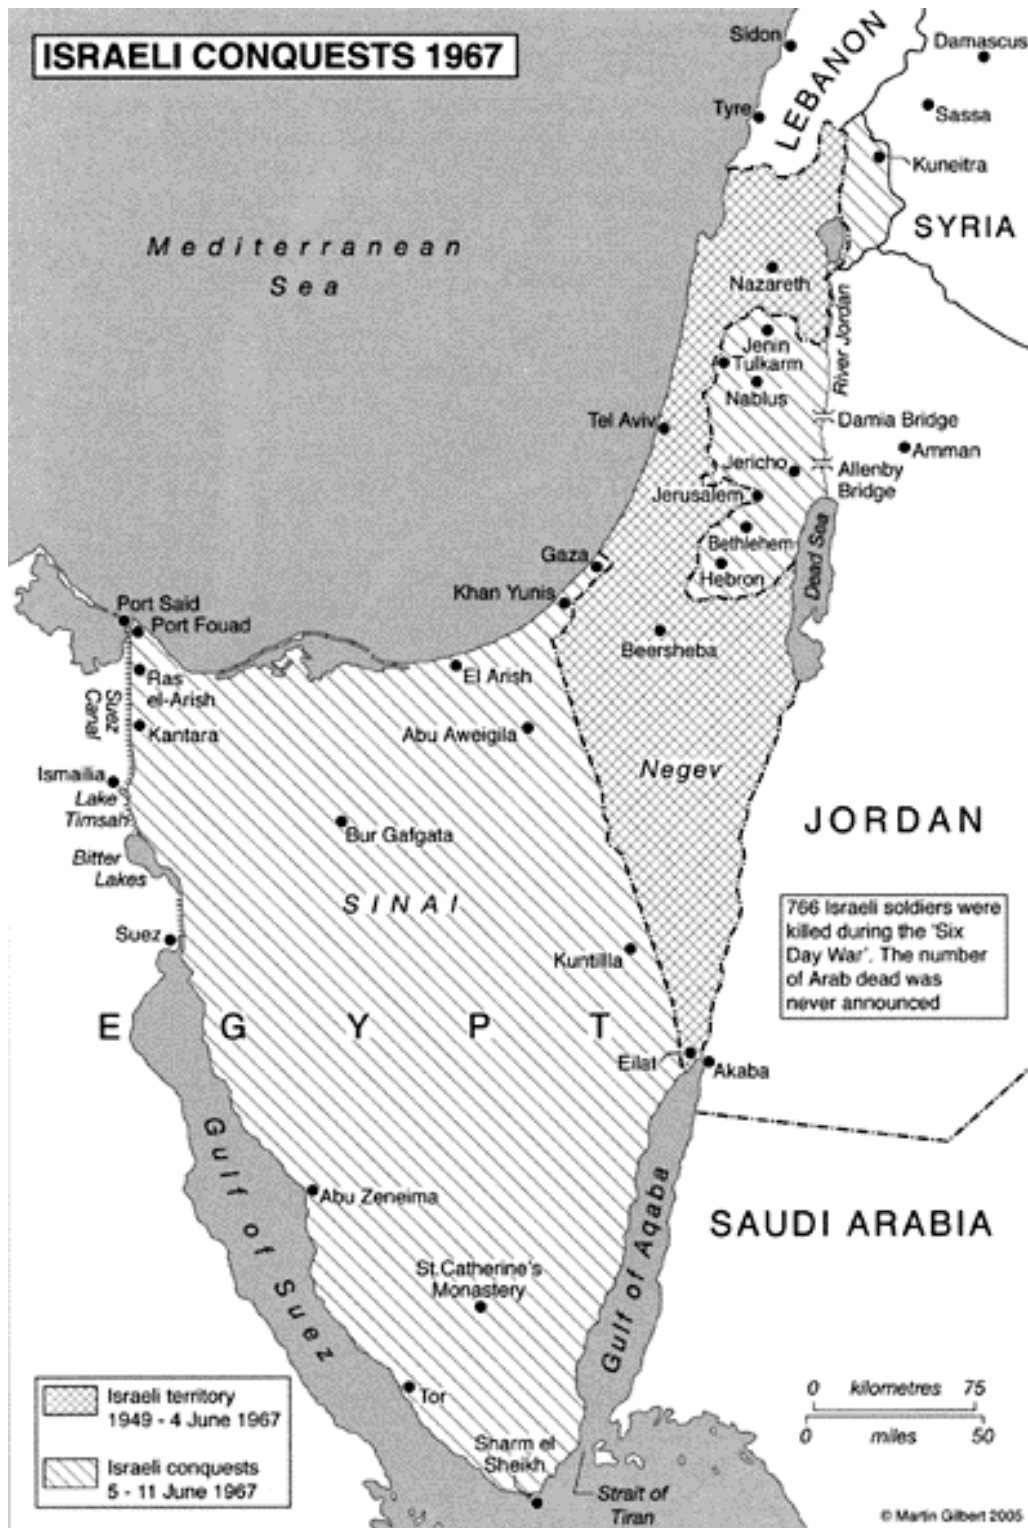 ISRAELI CONQUESTS 1967
Sidon
Damascus
LEBANON
Tyre
Sassa
Kuneitra
SYRIA
Mediterranean
Sea
Nazareth
River Jordan
Jenin
Tulkarm
Nablus
Tel Aviv
Damia Bridge
Amman
Jericho
Allenby
Bridge
Jerusalem
Dead Sea
Bethlehem
Gaza
Hebron
Khan Yunis
Port Said
Port Fouad
Beersheba
El Arish
Ras
el-Arish
Suez
Canal
Kantara
Abu Aweigila
Negev
Ismailia
Lake
Timsah
JORDAN
Bur Gafgata
Bitter
Lakes
SINAI
766 Israeli soldiers were
killed during the 'Six
Day War'. The number
of Arab dead was
never announced
Suez
Kuntillla
EGYPT
Eilat
Akaba
Gulf of Suez
Abu Zeneima
Gulf of Aqaba
SAUDI ARABIA
St.Catherine's
Monastery
Tor
Israeli territory
1949 - 4 June 1967
Israeli conquests
5 - 11 June 1967
0 kilometres 75
0 miles 50
Sharm el
Sheikh
Strait of
Tiran
© Martin Gilbert 2005